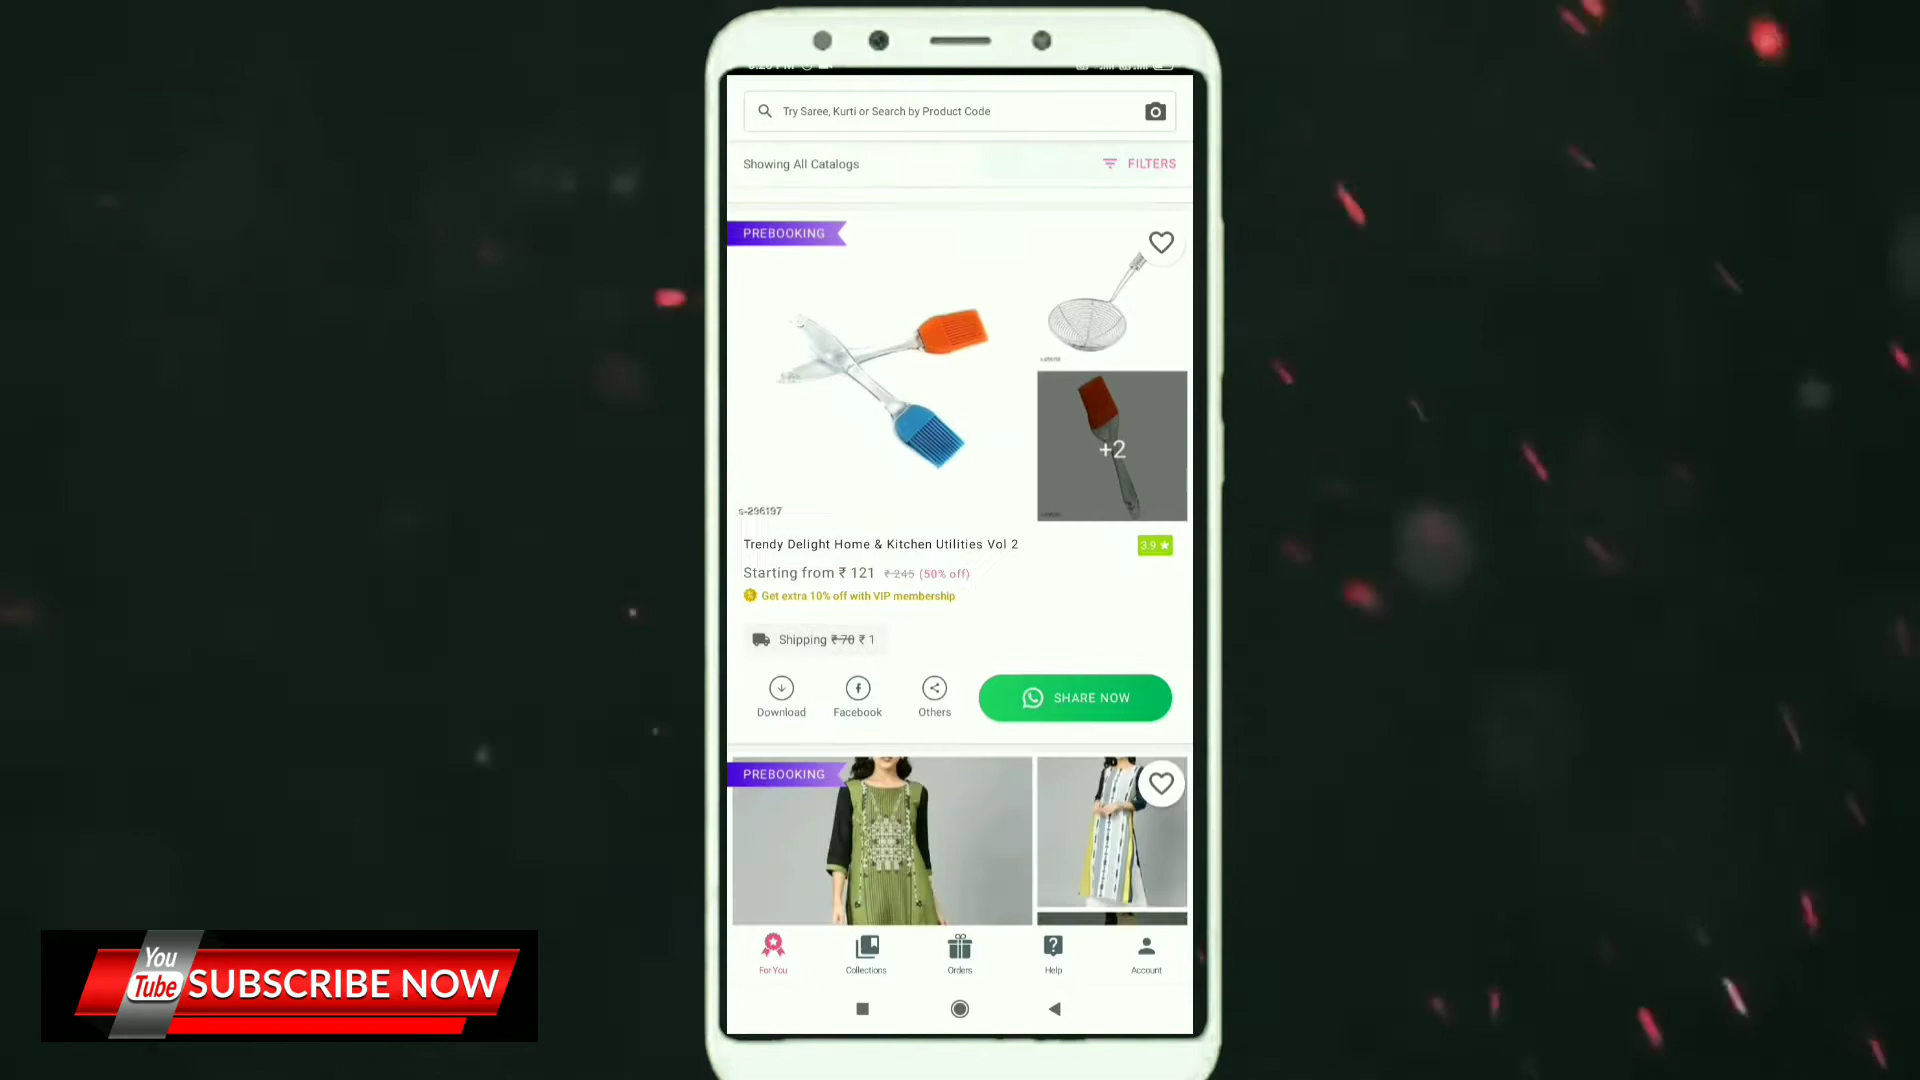 Try Saree, Kurti or Search by Product Code
Showing All Catalogs
FILTERS
PREBOOKING
+2
s-296197
Trendy Delight Home & Kitchen Utilities Vol 2
3.9 ★
Starting from ₹ 121 ₹ 245 (50% off)
Get extra 10% off with VIP membership
Shipping ₹ 70 ₹ 1
Download
Facebook
Others
SHARE NOW
PREBOOKING
For You
Collections
Orders
Help
Account
You
Tube
SUBSCRIBE NOW